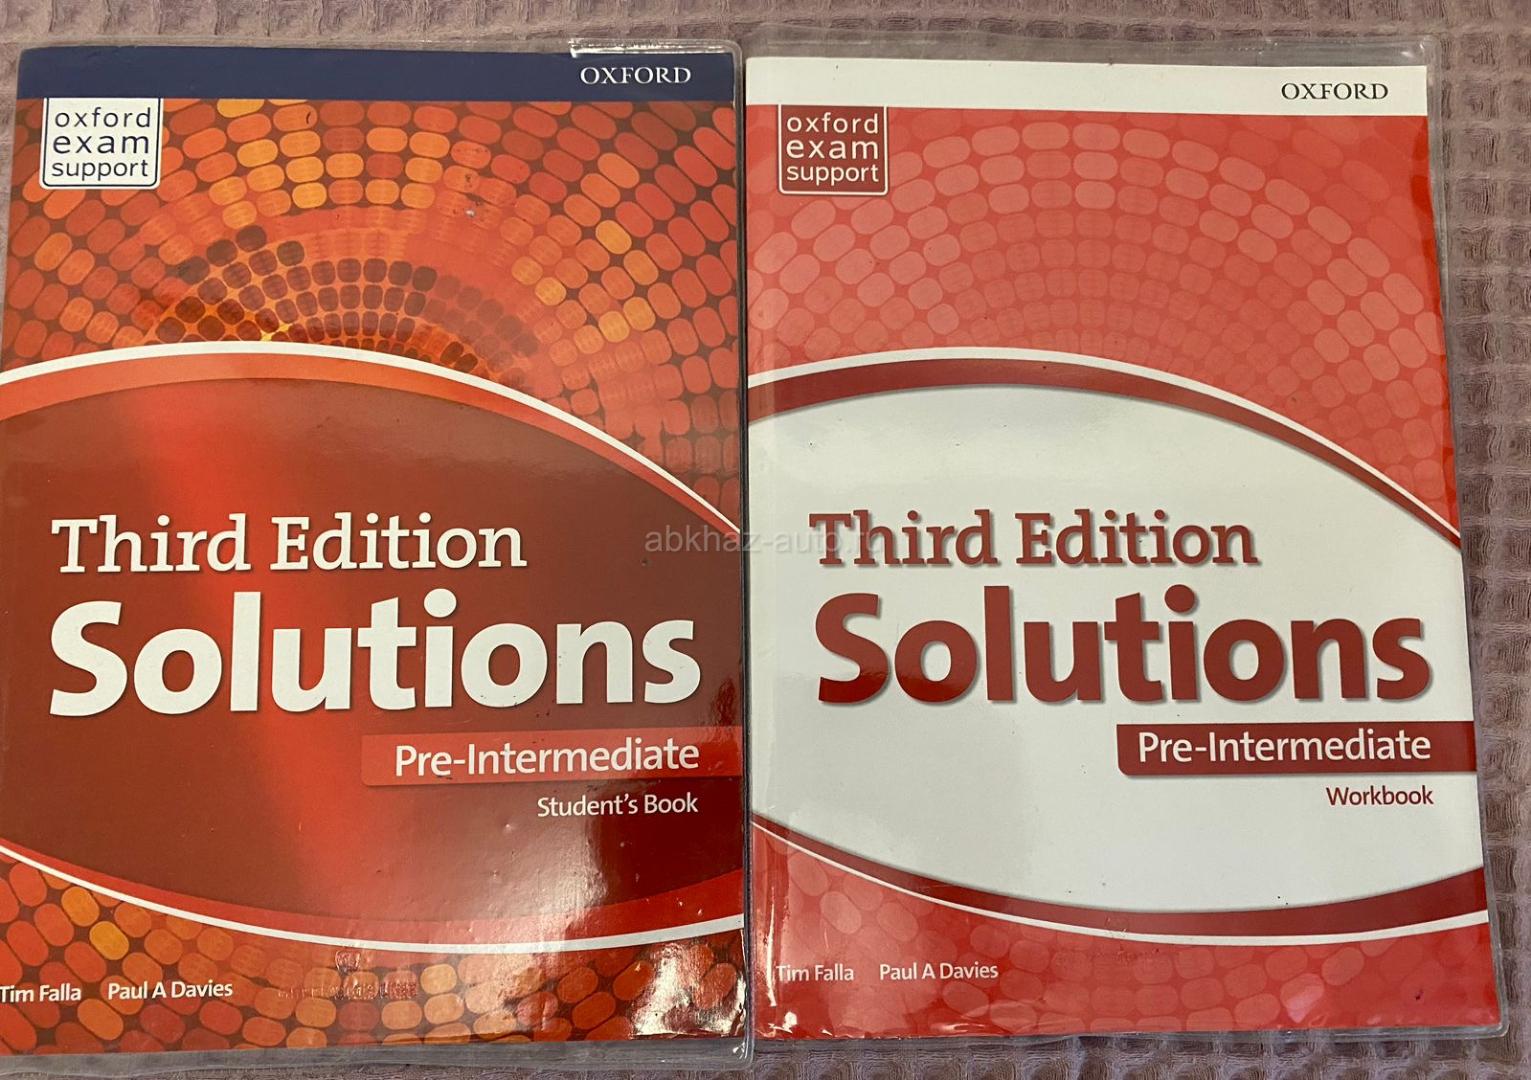 OXFORD
oxford
exam
support
Third Edition
Solutions
Pre-Intermediate
Student's Book
Tim Falla Paul A Davies
OXFORD
oxford
exam
support
Third Edition
Solutions
Pre-Intermediate
Workbook
Tim Falla Paul A Davies
abkhaz-auto.ru